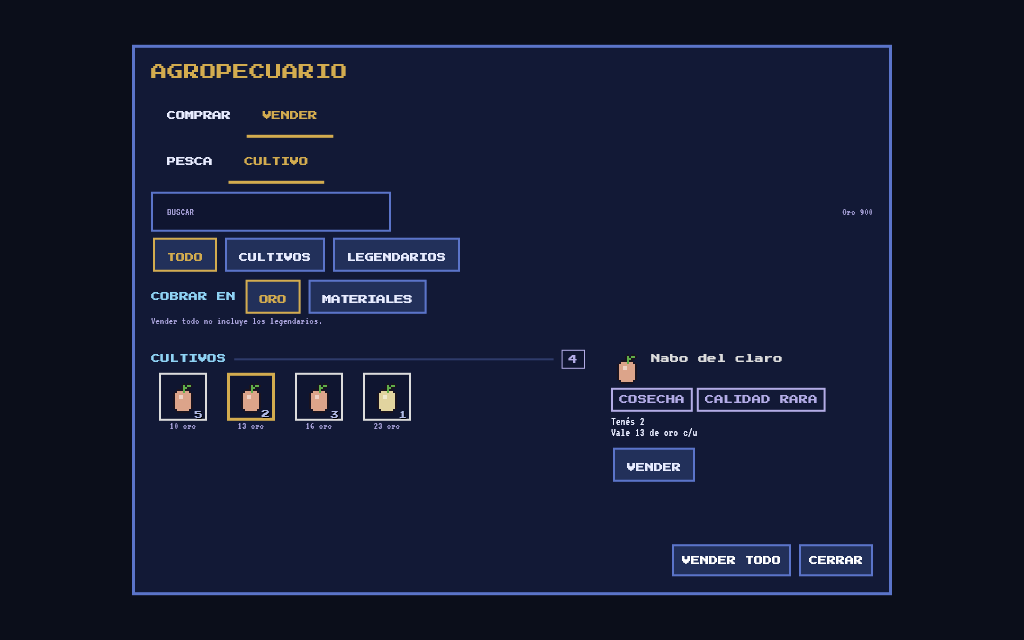 AGROPECUARIO
COMPRAR VENDER
PESCA CULTIVO
BUSCAR
Oro 900
TODO CULTIVOS LEGENDARIOS
COBRAR EN ORO MATERIALES
Vender todo no incluye los legendarios.
CULTIVOS 4
5 2 3 1
10 oro 13 oro 16 oro 23 oro
Nabo del claro
COSECHA CALIDAD RARA
Tenés 2
Vale 13 de oro c/u
VENDER
VENDER TODO CERRAR